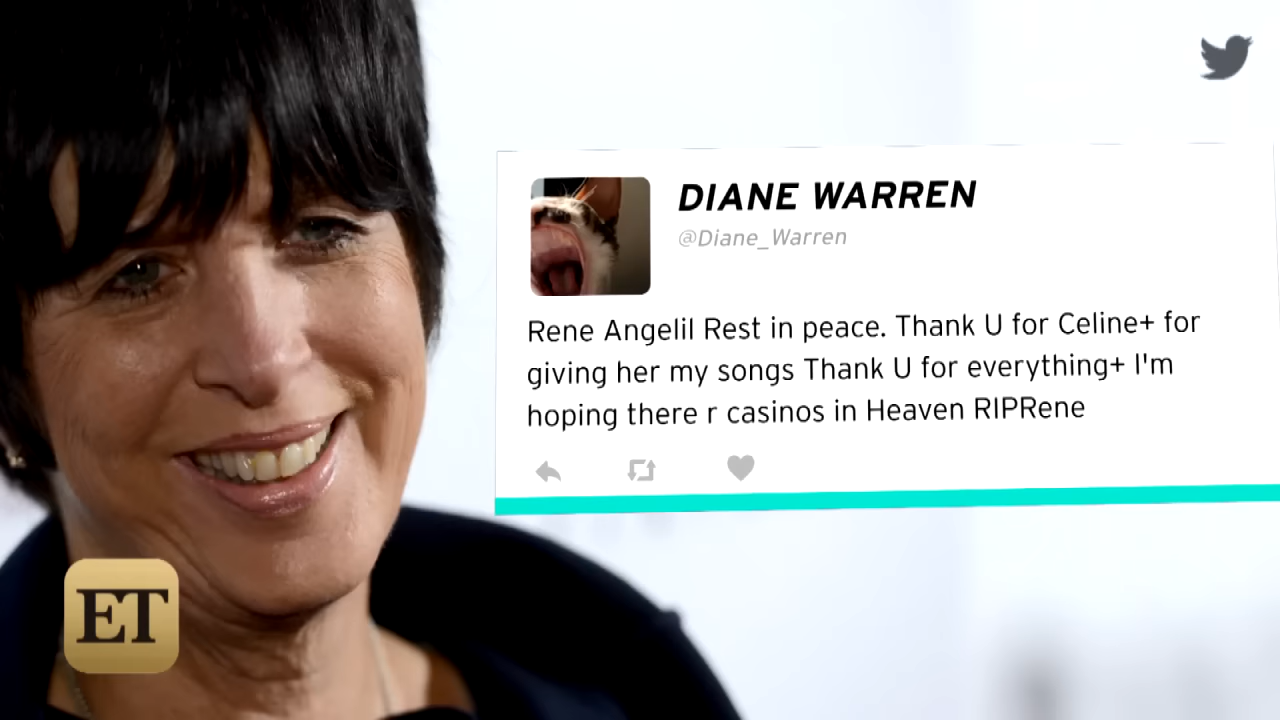 DIANE WARREN
@Diane_Warren
Rene Angelil Rest in peace. Thank U for Celine+ for
giving her my songs Thank U for everything+ I'm
hoping there r casinos in Heaven RIPRene
ET